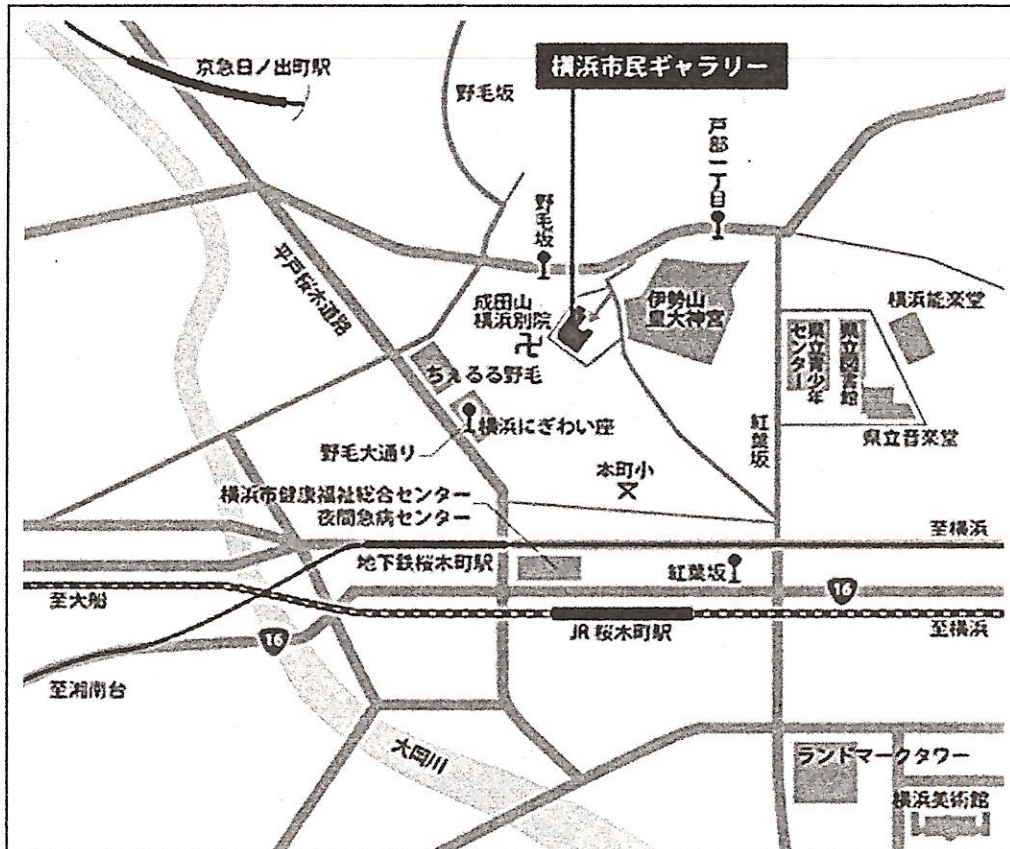 京急日ノ出町駅
横浜市民ギャラリー
野毛坂
戸部一丁目
野毛坂
平戸桜木道路
成田山
横浜別院
伊勢山
皇大神宮
横浜能楽堂
県立青少年
センター
県立図書館
県立音楽堂
ちぇるる野毛
横浜にぎわい座
野毛大通り
紅葉坂
本町小
横浜市健康福祉総合センター
夜間急病センター
至横浜
地下鉄桜木町駅
紅葉坂
16
至大船
JR 桜木町駅
至横浜
16
至湘南台
大岡川
ランドマークタワー
横浜美術館